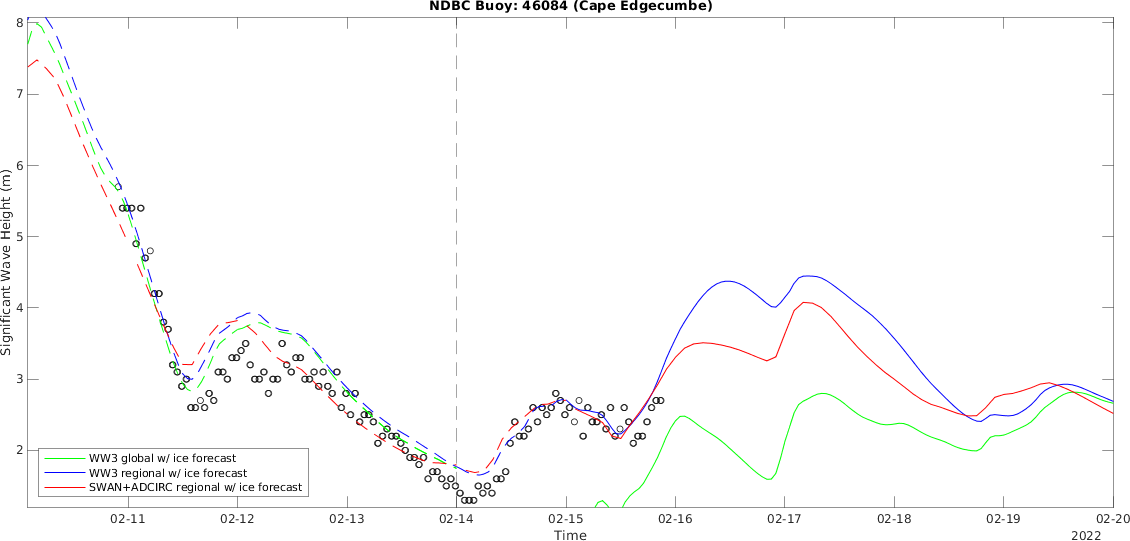 NDBC Buoy: 46084 (Cape Edgecumbe)
8
7
6
5
4
3
2
Significant Wave Height (m)
WW3 global w/ ice forecast
WW3 regional w/ ice forecast
SWAN+ADCIRC regional w/ ice forecast
02-11 02-12 02-13 02-14 02-15 02-16 02-17 02-18 02-19 02-20
Time
2022